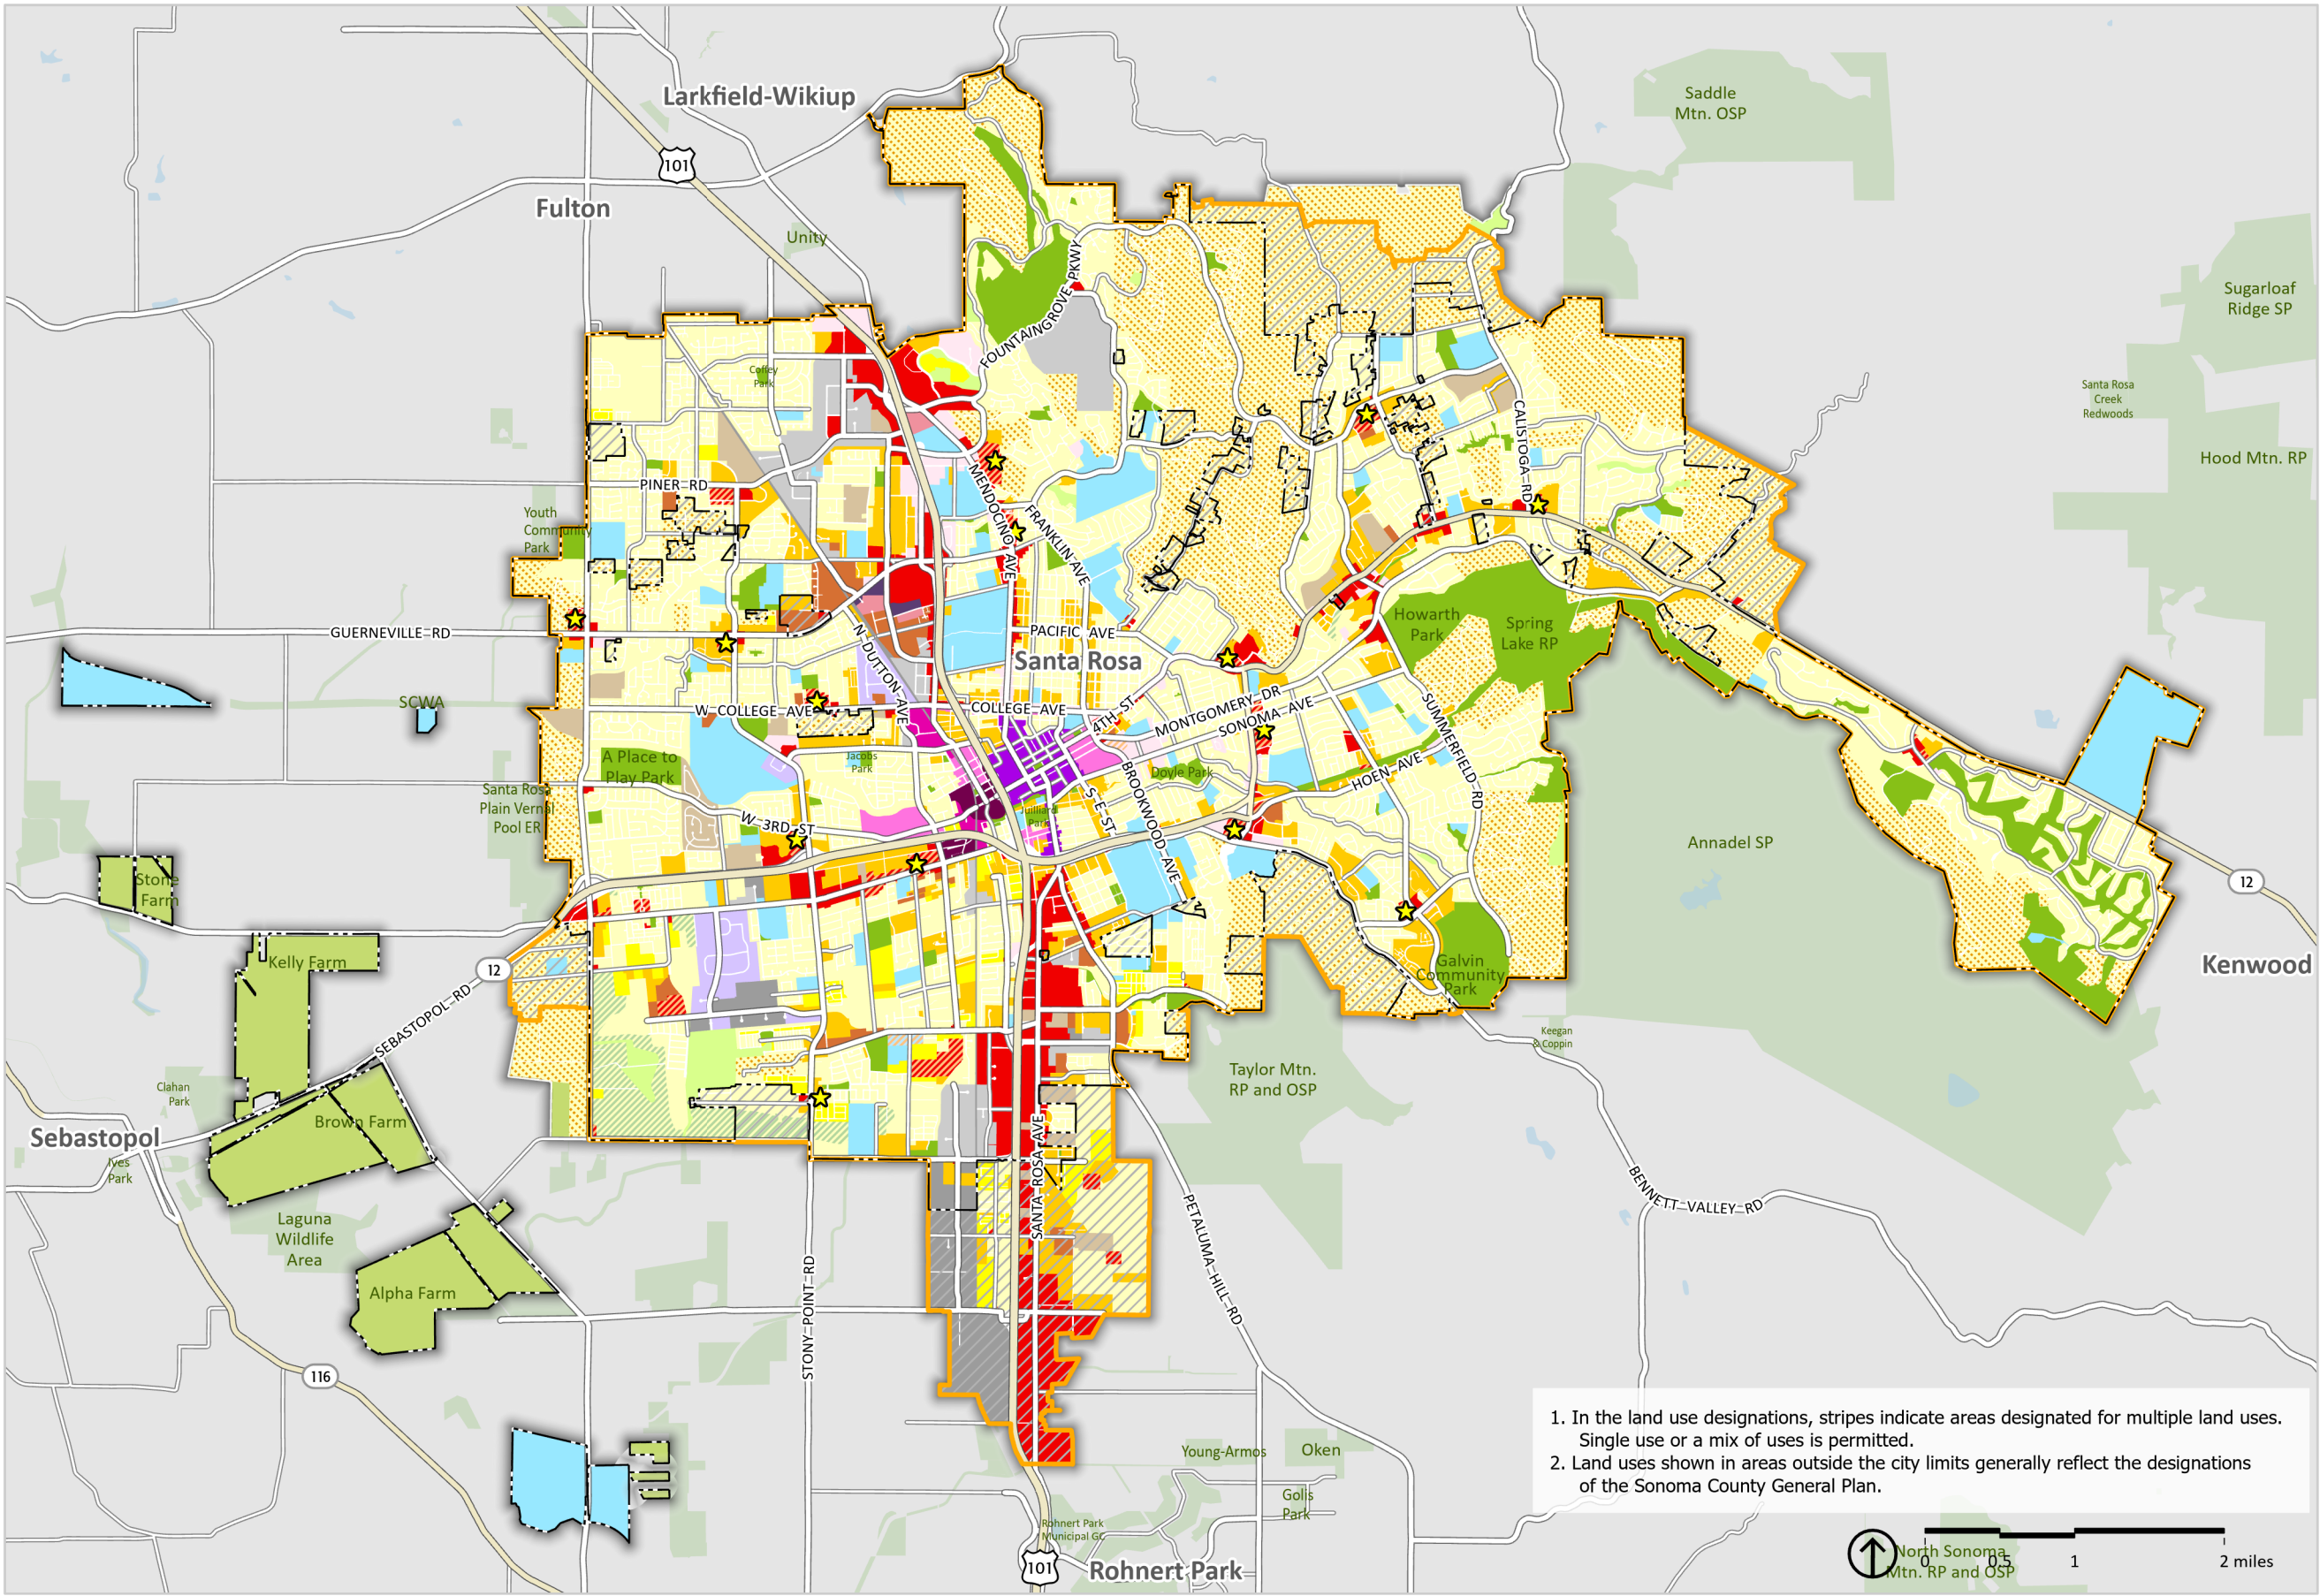 Larkfield-Wikiup
Saddle
Mtn. OSP
101
Fulton
Unity
FOUNTAINGROVE PKWY
Sugarloaf
Ridge SP
Coffey
Park
Santa Rosa
Creek
Redwoods
CALISTOGA RD
Hood Mtn. RP
PINER RD
MENDOCINO AVE
FRANKLIN AVE
Youth
Community
Park
GUERNEVILLE RD
PACIFIC AVE
Howarth
Park
Spring
Lake RP
N DUTTON AVE
Santa Rosa
SCWA
W COLLEGE AVE
COLLEGE AVE
4TH ST
MONTGOMERY DR
SONOMA AVE
SUMMERFIELD RD
A Place to
Play Park
Jacobs
Park
Doyle Park
HOEN AVE
BROOKWOOD AVE
S E ST
Santa Rosa
Plain Vernal
Pool ER
W 3RD ST
Juilliard
Park
Annadel SP
Stone
Farm
12
Kelly Farm
12
Galvin
Community
Park
Kenwood
SEBASTOPOL RD
Keegan
& Coppin
Taylor Mtn.
RP and OSP
Clahan
Park
Brown Farm
Sebastopol
Ives
Park
SANTA ROSA AVE
Laguna
Wildlife
Area
PETALUMA HILL RD
BENNETT VALLEY RD
Alpha Farm
STONY POINT RD
116
1. In the land use designations, stripes indicate areas designated for multiple land uses.
Single use or a mix of uses is permitted.
2. Land uses shown in areas outside the city limits generally reflect the designations
of the Sonoma County General Plan.
Young-Armos
Oken
Golis
Park
Rohnert Park
Municipal GC
101
Rohnert Park
North Sonoma
Mtn. RP and OSP
0 0.5 1 2 miles